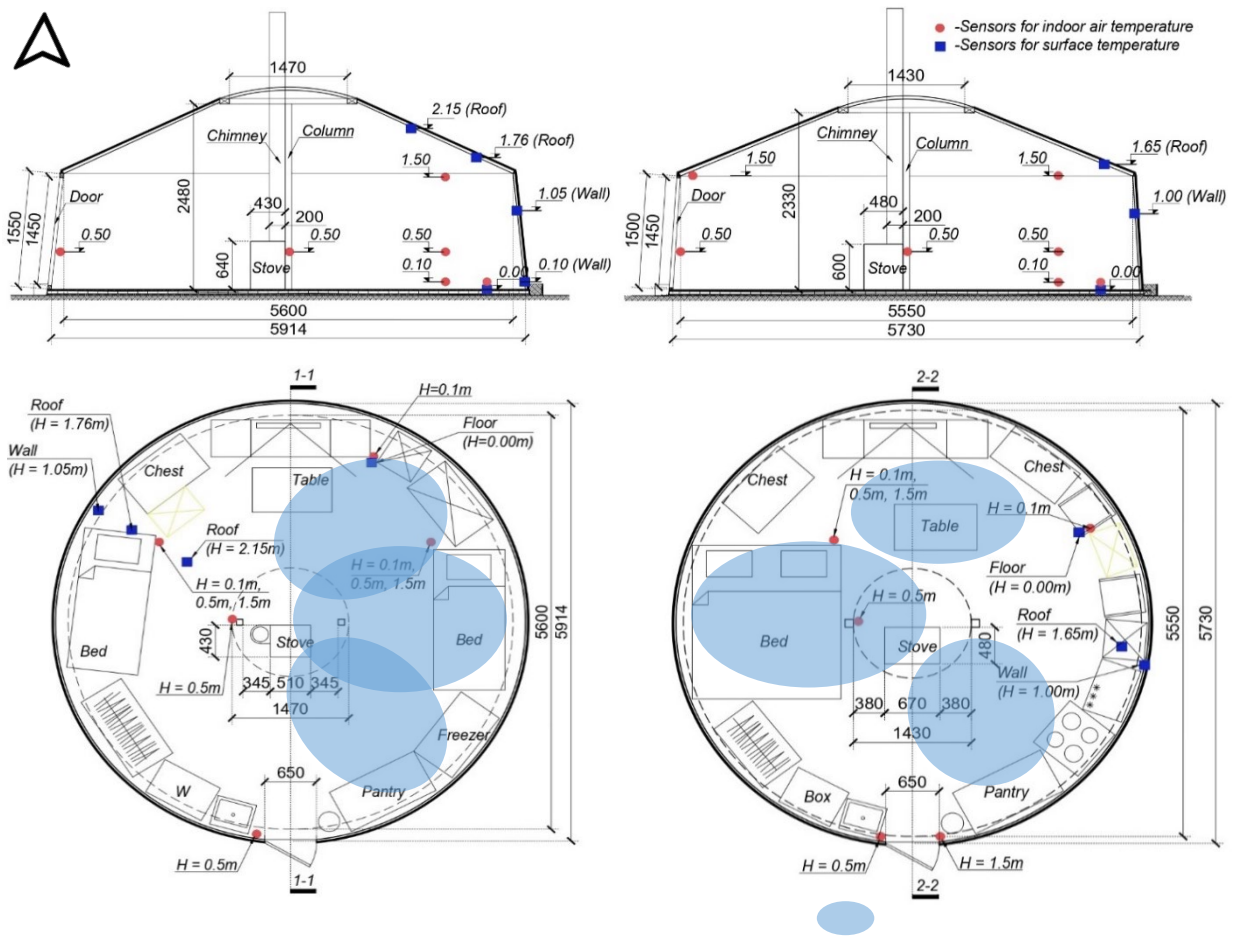 -Sensors for indoor air temperature
-Sensors for surface temperature
1470
2.15 (Roof)
1.76 (Roof)
Chimney
Column
1.50
1.05 (Wall)
Door
2480
1550
1450
430
200
0.50
0.50
0.50
640
Stove
0.10
0.00
0.10 (Wall)
5600
5914
1430
Chimney
Column
1.65 (Roof)
1.50
1.50
Door
2330
1500
1450
480
200
1.00 (Wall)
0.50
0.50
0.50
600
Stove
0.10
0.00
5550
5730
1-1
H=0.1m
Roof
(H = 1.76m)
Floor
(H=0.00m)
Wall
(H = 1.05m)
Chest
Table
Roof
(H = 2.15m)
H = 0.1m,
0.5m, 1.5m
H = 0.1m,
0.5m, 1.5m
430
Stove
Bed
Bed
H = 0.5m
345
510
345
1470
5600
5914
Freezer
650
W
Pantry
H = 0.5m
1-1
2-2
Chest
Chest
H = 0.1m,
0.5m, 1.5m
H = 0.1m
Table
Floor
(H = 0.00m)
H = 0.5m
Roof
(H = 1.65m)
Bed
Stove
480
Wall
(H = 1.00m)
380
670
380
1430
5550
5730
650
Box
Pantry
H = 0.5m
H = 1.5m
2-2